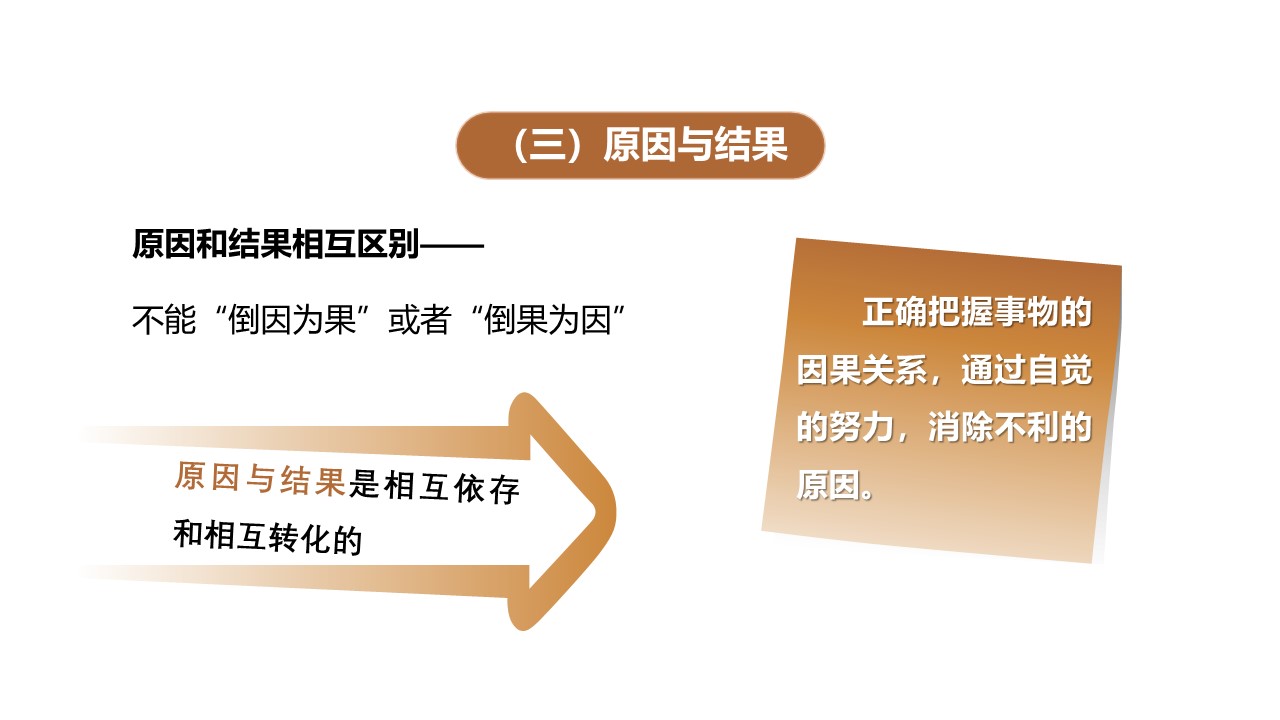 （三）原因与结果
原因和结果相互区别——
不能“倒因为果”或者“倒果为因”
原因与结果是相互依存
和相互转化的
正确把握事物的
因果关系，通过自觉
的努力，消除不利的
原因。